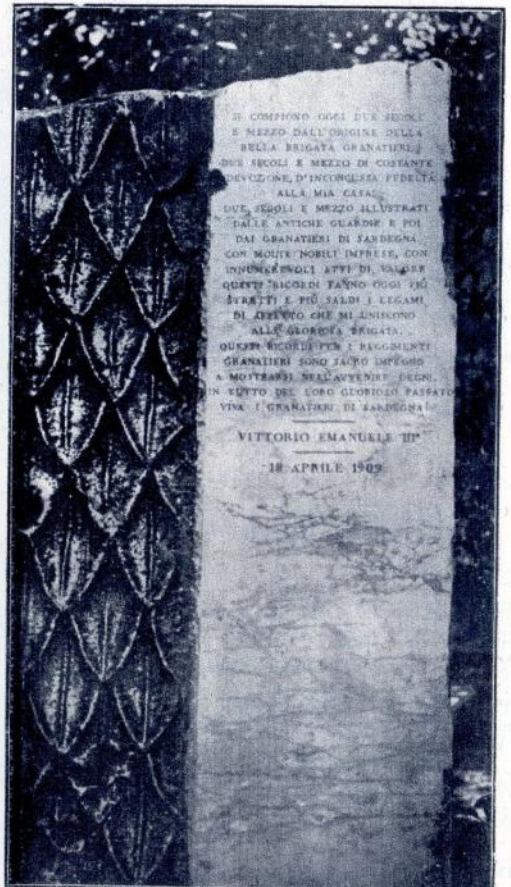 SI COMPIONO OGGI DUE SECOLI
E MEZZO DALL'ORIGINE DELLA
BELLA BRIGATA GRANATIERI;
DUE SECOLI E MEZZO DI COSTANTE
DEVOZIONE, D'INCONCUSSA FEDELTÀ
ALLA MIA CASA;
DUE SECOLI E MEZZO ILLUSTRATI
DALLE ANTICHE GUARDIE E POI
DAI GRANATIERI DI SARDEGNA
CON MOLTE NOBILI IMPRESE, CON
INNUMEREVOLI ATTI DI VALORE
QUESTI RICORDI FANNO OGGI PIÙ
STRETTI E PIÙ SALDI I LEGAMI
DI AFFETTO CHE MI UNISCONO
ALLA GLORIOSA BRIGATA.
QUESTI RICORDI PER I REGGIMENTI
GRANATIERI SONO SACRO IMPEGNO
A MOSTRARSI NELL'AVVENIRE DEGNI,
IN TUTTO DEL LORO GLORIOSO PASSATO
VIVA I GRANATIERI DI SARDEGNA!
VITTORIO EMANUELE III°
18 APRILE 1909